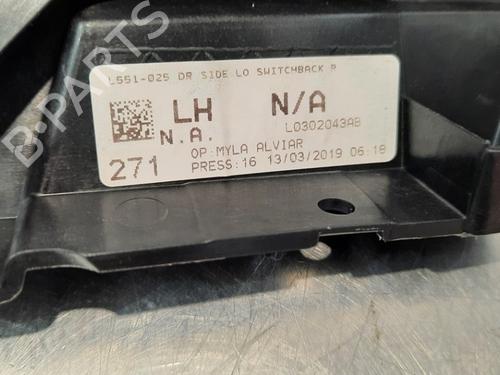 L551-025 DR SIDE LO SWITCHBACK R
LH N/A
N.A. L0302043AB
271 OP:MYLA ALVIAR
PRESS:16 13/03/2019 06:18
B-PARTS